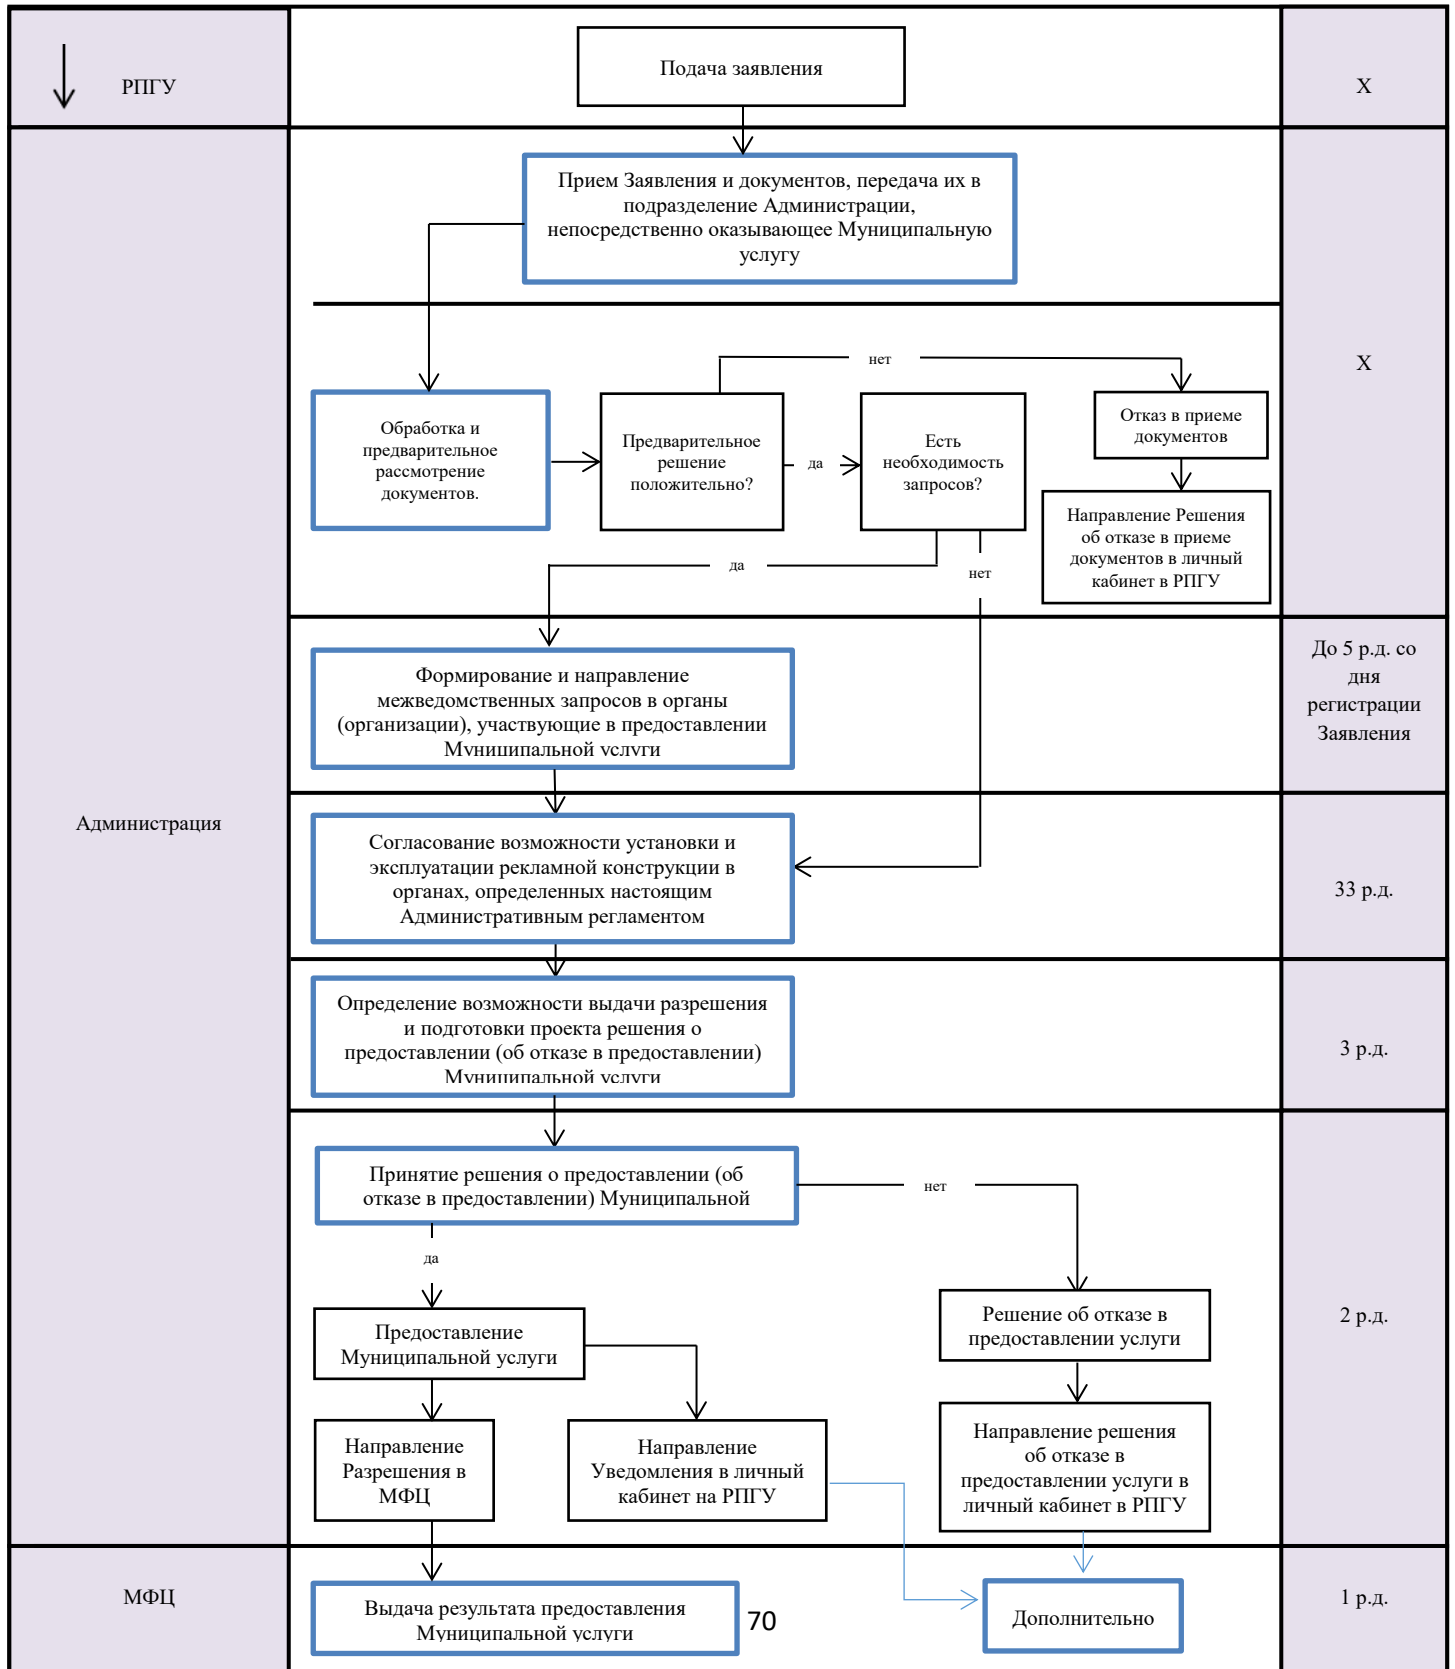 РПГУ
Подача заявления
X
Прием Заявления и документов, передача их в
подразделение Администрации,
непосредственно оказывающее Муниципальную
услугу
X
нет
Обработка и
предварительное
рассмотрение
документов.
Предварительное
решение
положительно?
да
Есть
необходимость
запросов?
Отказ в приеме
документов
Направление Решения
об отказе в приеме
документов в личный
кабинет в РПГУ
да
нет
Администрация
Формирование и направление
межведомственных запросов в органы
(организации), участвующие в предоставлении
Муниципальной услуги
До 5 р.д. со
дня
регистрации
Заявления
Согласование возможности установки и
эксплуатации рекламной конструкции в
органах, определенных настоящим
Административным регламентом
33 р.д.
Определение возможности выдачи разрешения
и подготовки проекта решения о
предоставлении (об отказе в предоставлении)
Муниципальной услуги
3 р.д.
Принятие решения о предоставлении (об
отказе в предоставлении) Муниципальной
нет
да
Предоставление
Муниципальной услуги
Решение об отказе в
предоставлении услуги
2 р.д.
Направление
Разрешения в
МФЦ
Направление
Уведомления в личный
кабинет на РПГУ
Направление решения
об отказе в
предоставлении услуги в
личный кабинет в РПГУ
МФЦ
Выдача результата предоставления
Муниципальной услуги
70
Дополнительно
1 р.д.